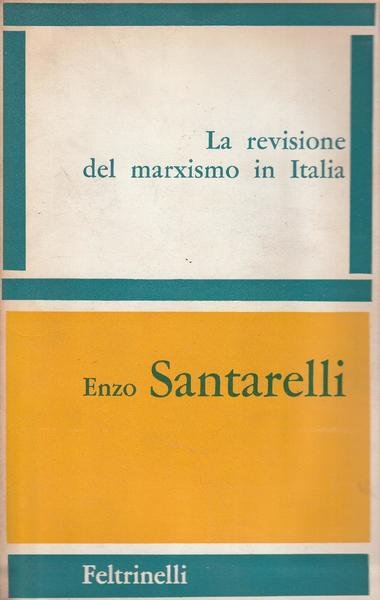 La revisione
del marxismo in Italia
Enzo Santarelli
Feltrinelli